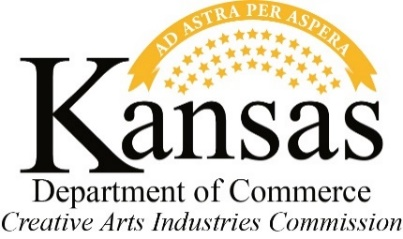 AD ASTRA PER ASPERA
Kansas
Department of Commerce
Creative Arts Industries Commission